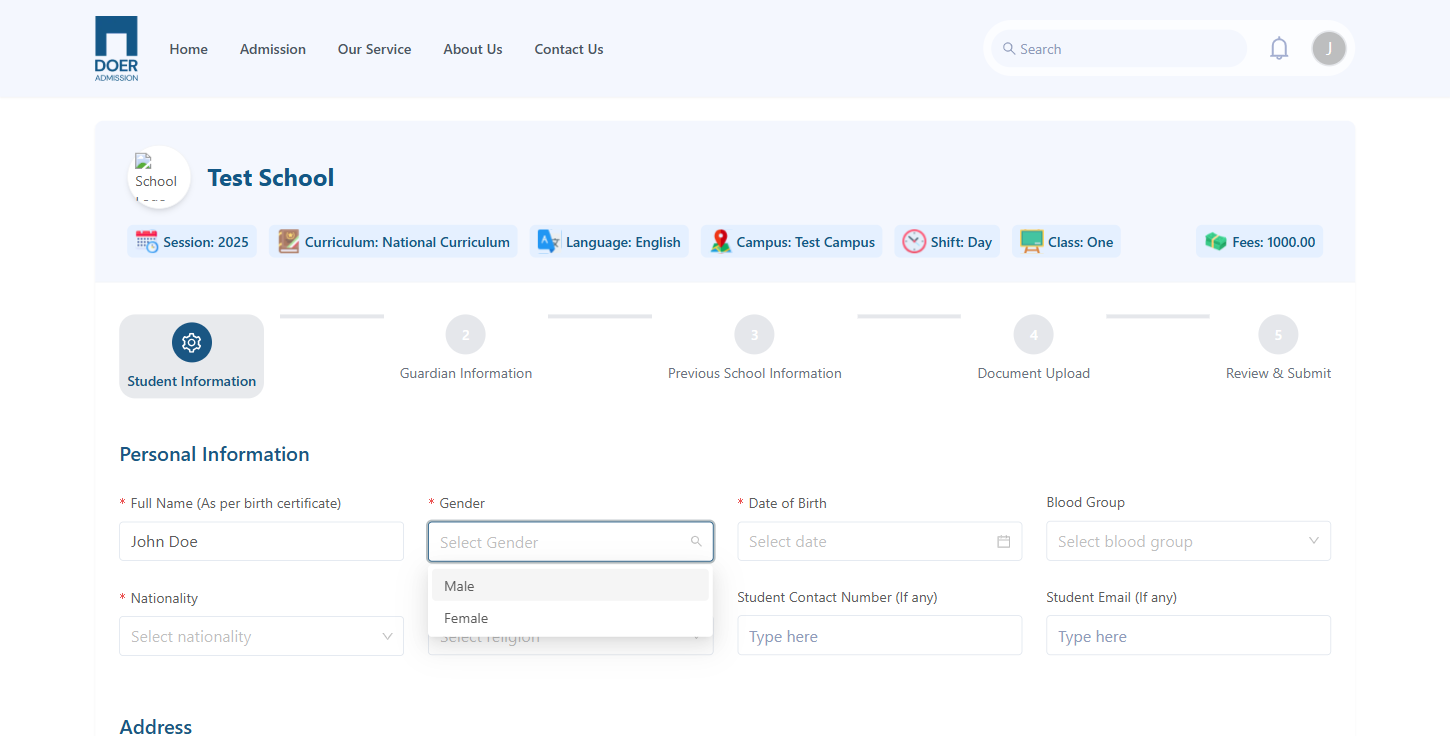 DOER
ADMISSION
Home Admission Our Service About Us Contact Us
Search
J
School
Test School
Session: 2025 Curriculum: National Curriculum Language: English Campus: Test Campus Shift: Day Class: One Fees: 1000.00
2 3 4 5
Student Information Guardian Information Previous School Information Document Upload Review & Submit
Personal Information
* Full Name (As per birth certificate) * Gender * Date of Birth Blood Group
John Doe Select Gender Select date Select blood group
Male
* Nationality Student Contact Number (If any) Student Email (If any)
Female
Select nationality Select religion Type here Type here
Address